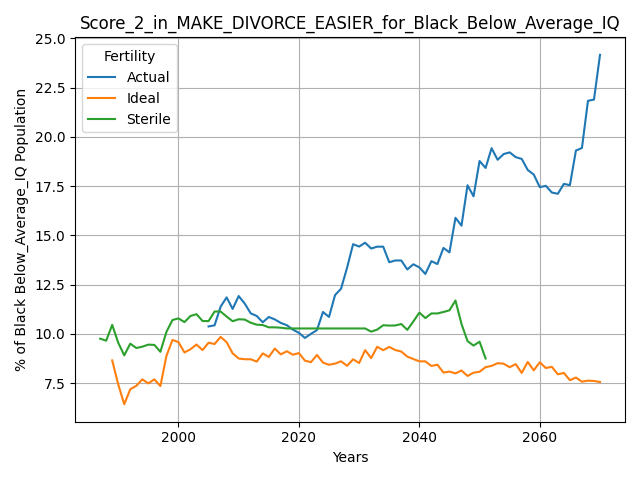 Score_2_in_MAKE_DIVORCE_EASIER_for_Black_Below_Average_IQ
Fertility
Actual
Ideal
Sterile
% of Black Below_Average_IQ Population
25.0
22.5
20.0
17.5
15.0
12.5
10.0
7.5
2000
2020
2040
2060
Years